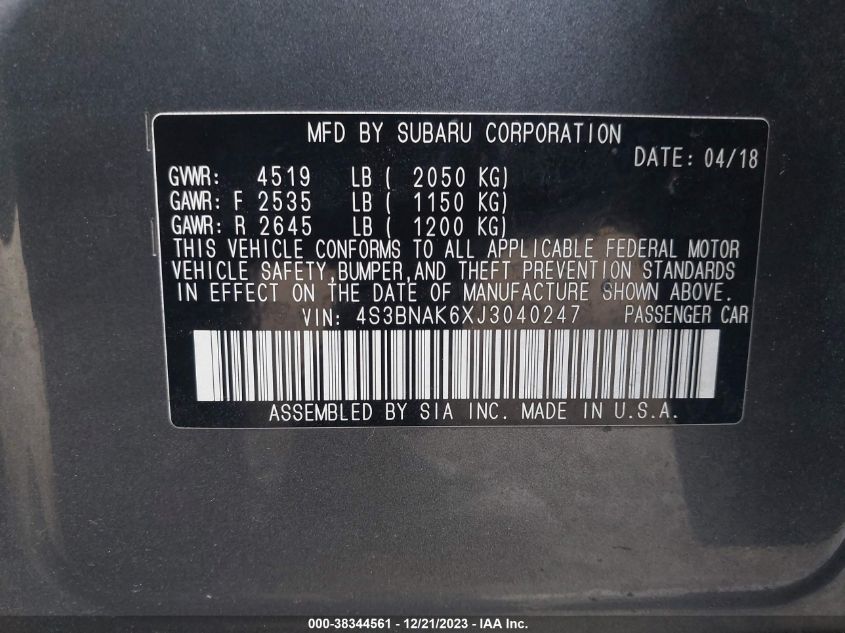 MFD BY SUBARU CORPORATION
DATE: 04/18
GVWR: 4519 LB ( 2050 KG)
GAWR: F 2535 LB ( 1150 KG)
GAWR: R 2645 LB ( 1200 KG)
THIS VEHICLE CONFORMS TO ALL APPLICABLE FEDERAL MOTOR
VEHICLE SAFETY,BUMPER,AND THEFT PREVENTION STANDARDS
IN EFFECT ON THE DATE OF MANUFACTURE SHOWN ABOVE.
VIN: 4S3BNAK6XJ3040247 PASSENGER CAR
ASSEMBLED BY SIA INC. MADE IN U.S.A.
000-38344561 - 12/21/2023 - IAA Inc.